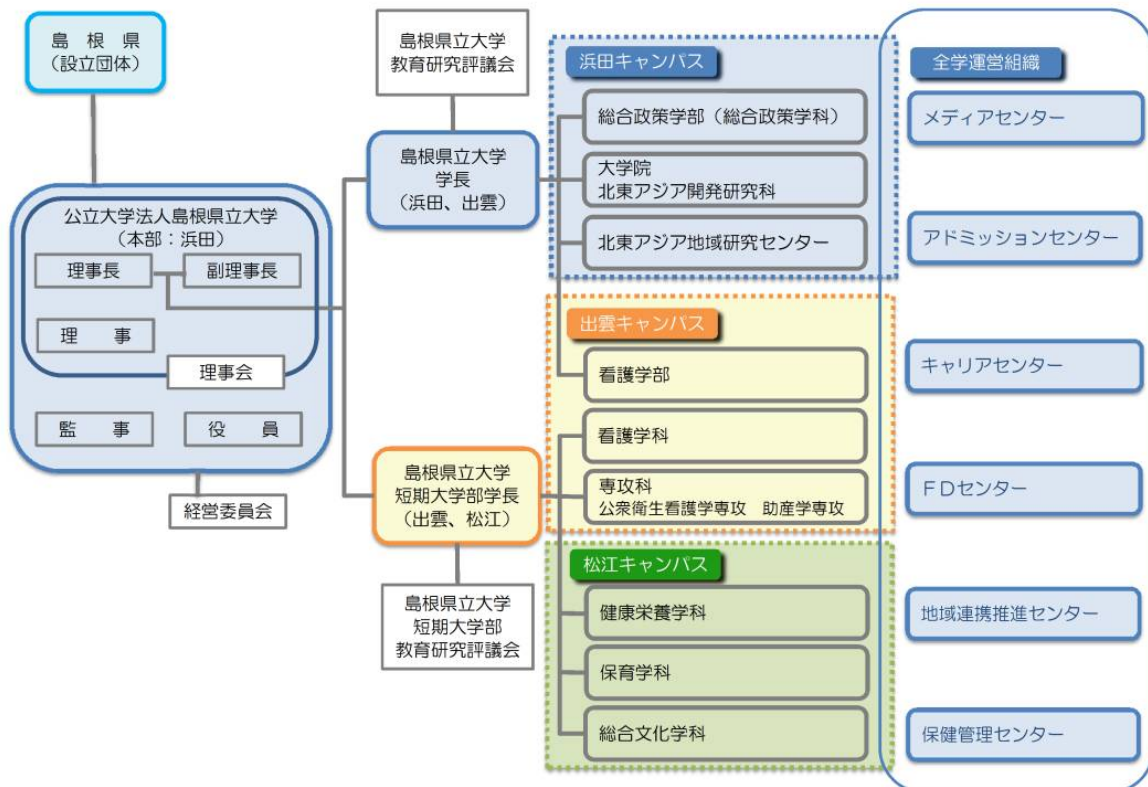 島 根 県
（設立団体）
公立大学法人島根県立大学
（本部：浜田）
理事長
副理事長
理 事
理事会
監 事
役 員
経営委員会
島根県立大学
教育研究評議会
島根県立大学
学長
（浜田、出雲）
島根県立大学
短期大学部学長
（出雲、松江）
島根県立大学
短期大学部
教育研究評議会
浜田キャンパス
総合政策学部（総合政策学科）
大学院
北東アジア開発研究科
北東アジア地域研究センター
出雲キャンパス
看護学部
看護学科
専攻科
公衆衛生看護学専攻 助産学専攻
松江キャンパス
健康栄養学科
保育学科
総合文化学科
全学運営組織
メディアセンター
アドミッションセンター
キャリアセンター
ＦＤセンター
地域連携推進センター
保健管理センター